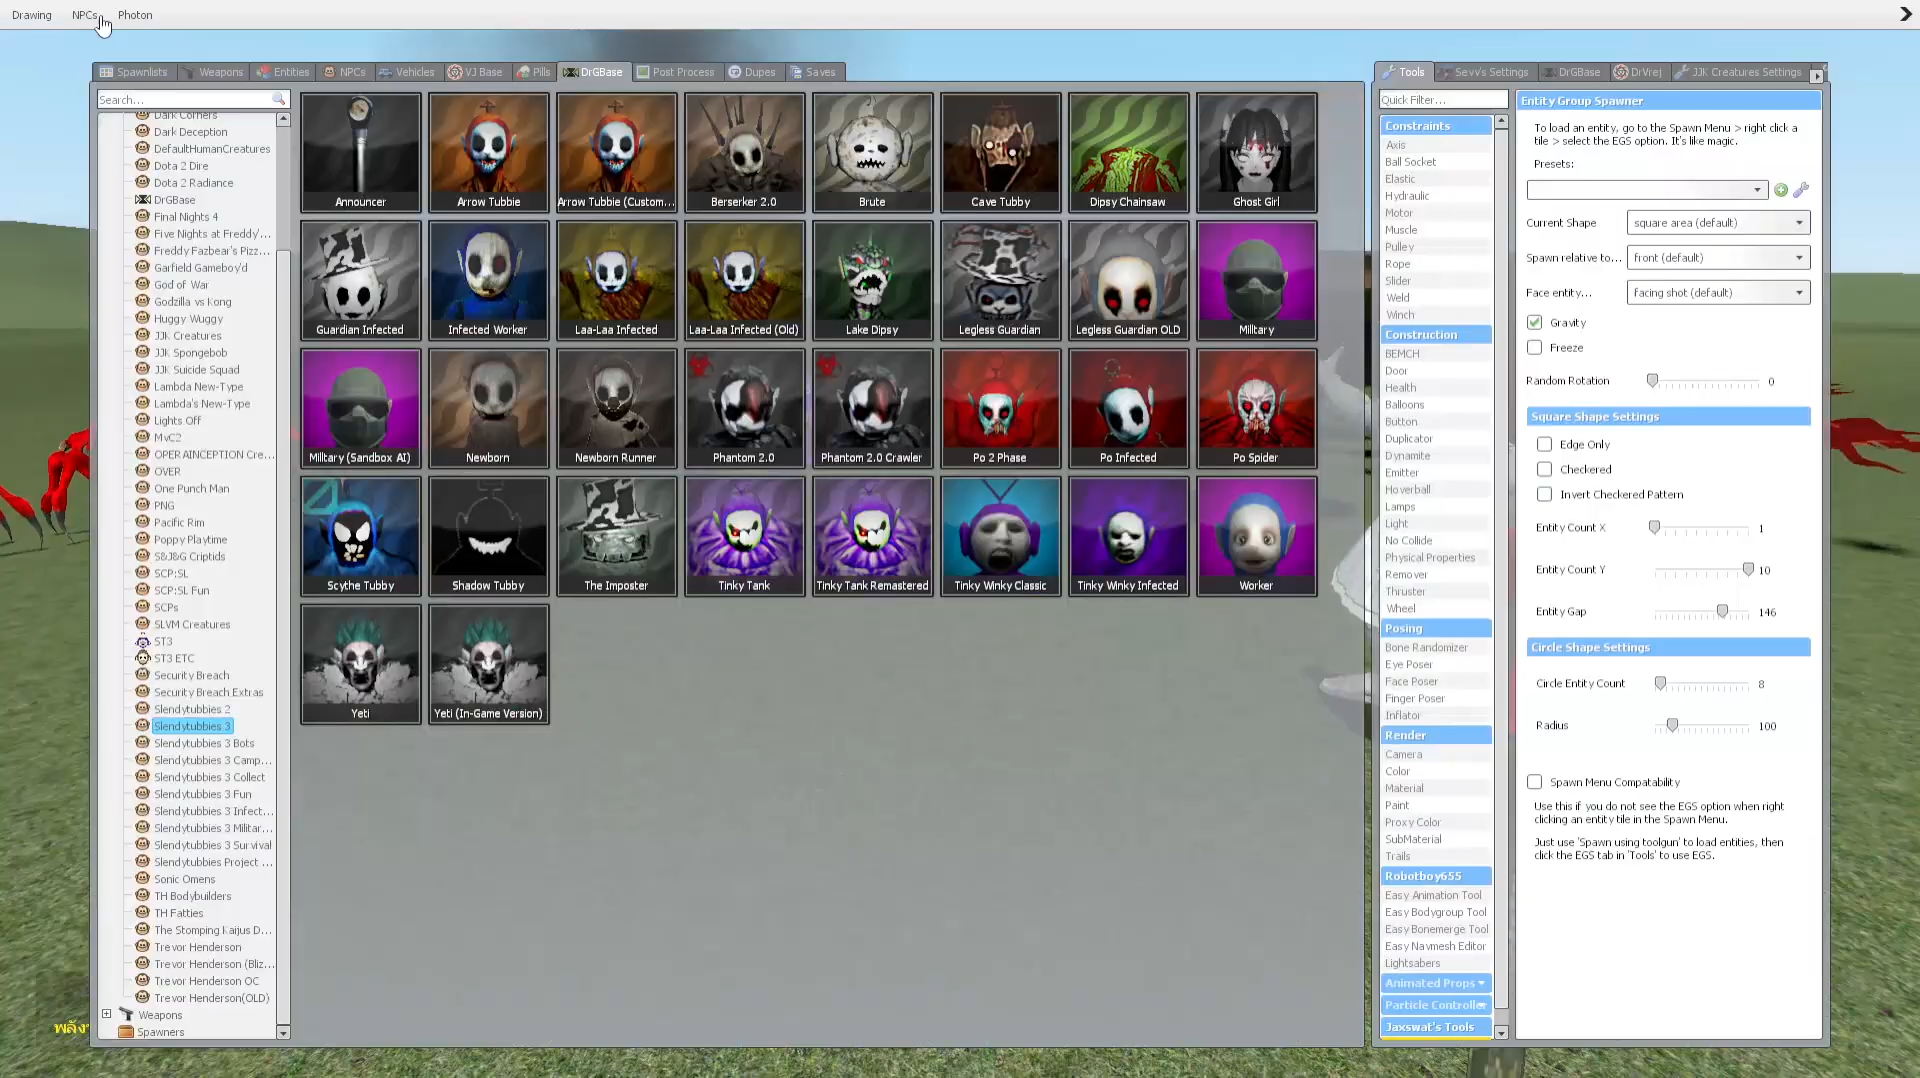 Drawing NPCs Photon
Spawnlists Weapons Entities NPCs Vehicles VJ Base Pills DrGBase Post Process Dupes Saves
Search...
Dark Corners
Dark Deception
DefaultHumanCreatures
Dota 2 Dire
Dota 2 Radiance
DrGBase
Final Nights 4
Five Nights at Freddy'...
Freddy Fazbear's Pizz...
Garfield Gameboy'd
God of War
Godzilla vs Kong
Huggy Wuggy
JJK Creatures
JJK Spongebob
JJK Suicide Squad
Lambda New-Type
Lambda's New-Type
Lights Off
MvC2
OPERAINCEPTION Cre...
OVER
One Punch Man
PNG
Pacific Rim
Poppy Playtime
S&J&G Criptids
SCP:SL
SCP:SL Fun
SCPs
SLVM Creatures
ST3
ST3 ETC
Security Breach
Security Breach Extras
Slendytubbies 2
Slendytubbies 3
Slendytubbies 3 Bots
Slendytubbies 3 Camp...
Slendytubbies 3 Collect
Slendytubbies 3 Fun
Slendytubbies 3 Infect...
Slendytubbies 3 Militar...
Slendytubbies 3 Survival
Slendytubbies Project ...
Sonic Omens
TH Bodybuilders
TH Fatties
The Stomping Kaijus D...
Trevor Henderson
Trevor Henderson (Bliz...
Trevor Henderson OC
Trevor Henderson(OLD)
Weapons
Spawners
Announcer Arrow Tubbie Arrow Tubbie (Custom... Berserker 2.0 Brute Cave Tubby Dipsy Chainsaw Ghost Girl
Guardian Infected Infected Worker Laa-Laa Infected Laa-Laa Infected (Old) Lake Dipsy Legless Guardian Legless Guardian OLD Military
Military (Sandbox AI) Newborn Newborn Runner Phantom 2.0 Phantom 2.0 Crawler Po 2 Phase Po Infected Po Spider
Scythe Tubby Shadow Tubby The Imposter Tinky Tank Tinky Tank Remastered Tinky Winky Classic Tinky Winky Infected Worker
Yeti Yeti (In-Game Version)
Tools Sevv's Settings DrGBase DrVrej JJK Creatures Settings
Quick Filter...
Constraints
Axis
Ball Socket
Elastic
Hydraulic
Motor
Muscle
Pulley
Rope
Slider
Weld
Winch
Construction
BEMCH
Door
Health
Balloons
Button
Duplicator
Dynamite
Emitter
Hoverball
Lamps
Light
No Collide
Physical Properties
Remover
Thruster
Wheel
Posing
Bone Randomizer
Eye Poser
Face Poser
Finger Poser
Inflator
Render
Camera
Color
Material
Paint
Proxy Color
SubMaterial
Trails
Robotboy655
Easy Animation Tool
Easy Bodygroup Tool
Easy Bonemerge Tool
Easy Navmesh Editor
Lightsabers
Animated Props
Particle Controlle
Jaxswat's Tools
Entity Group Spawner
To load an entity, go to the Spawn Menu > right click a
tile > select the EGS option. It's like magic.
Presets:
Current Shape square area (default)
Spawn relative to... front (default)
Face entity... facing shot (default)
Gravity
Freeze
Random Rotation 0
Square Shape Settings
Edge Only
Checkered
Invert Checkered Pattern
Entity Count X 1
Entity Count Y 10
Entity Gap 146
Circle Shape Settings
Circle Entity Count 8
Radius 100
Spawn Menu Compatability
Use this if you do not see the EGS option when right
clicking an entity tile in the Spawn Menu.
Just use 'Spawn using toolgun' to load entities, then
click the EGS tab in 'Tools' to use EGS.